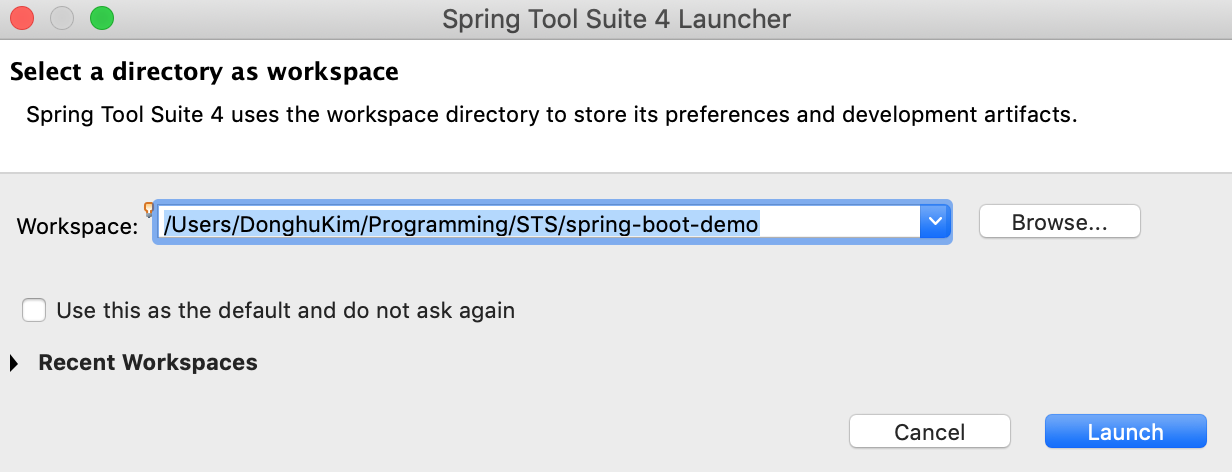 Spring Tool Suite 4 Launcher
Select a directory as workspace
Spring Tool Suite 4 uses the workspace directory to store its preferences and development artifacts.
Workspace: /Users/DonghuKim/Programming/STS/spring-boot-demo Browse...
Use this as the default and do not ask again
Recent Workspaces
Cancel Launch